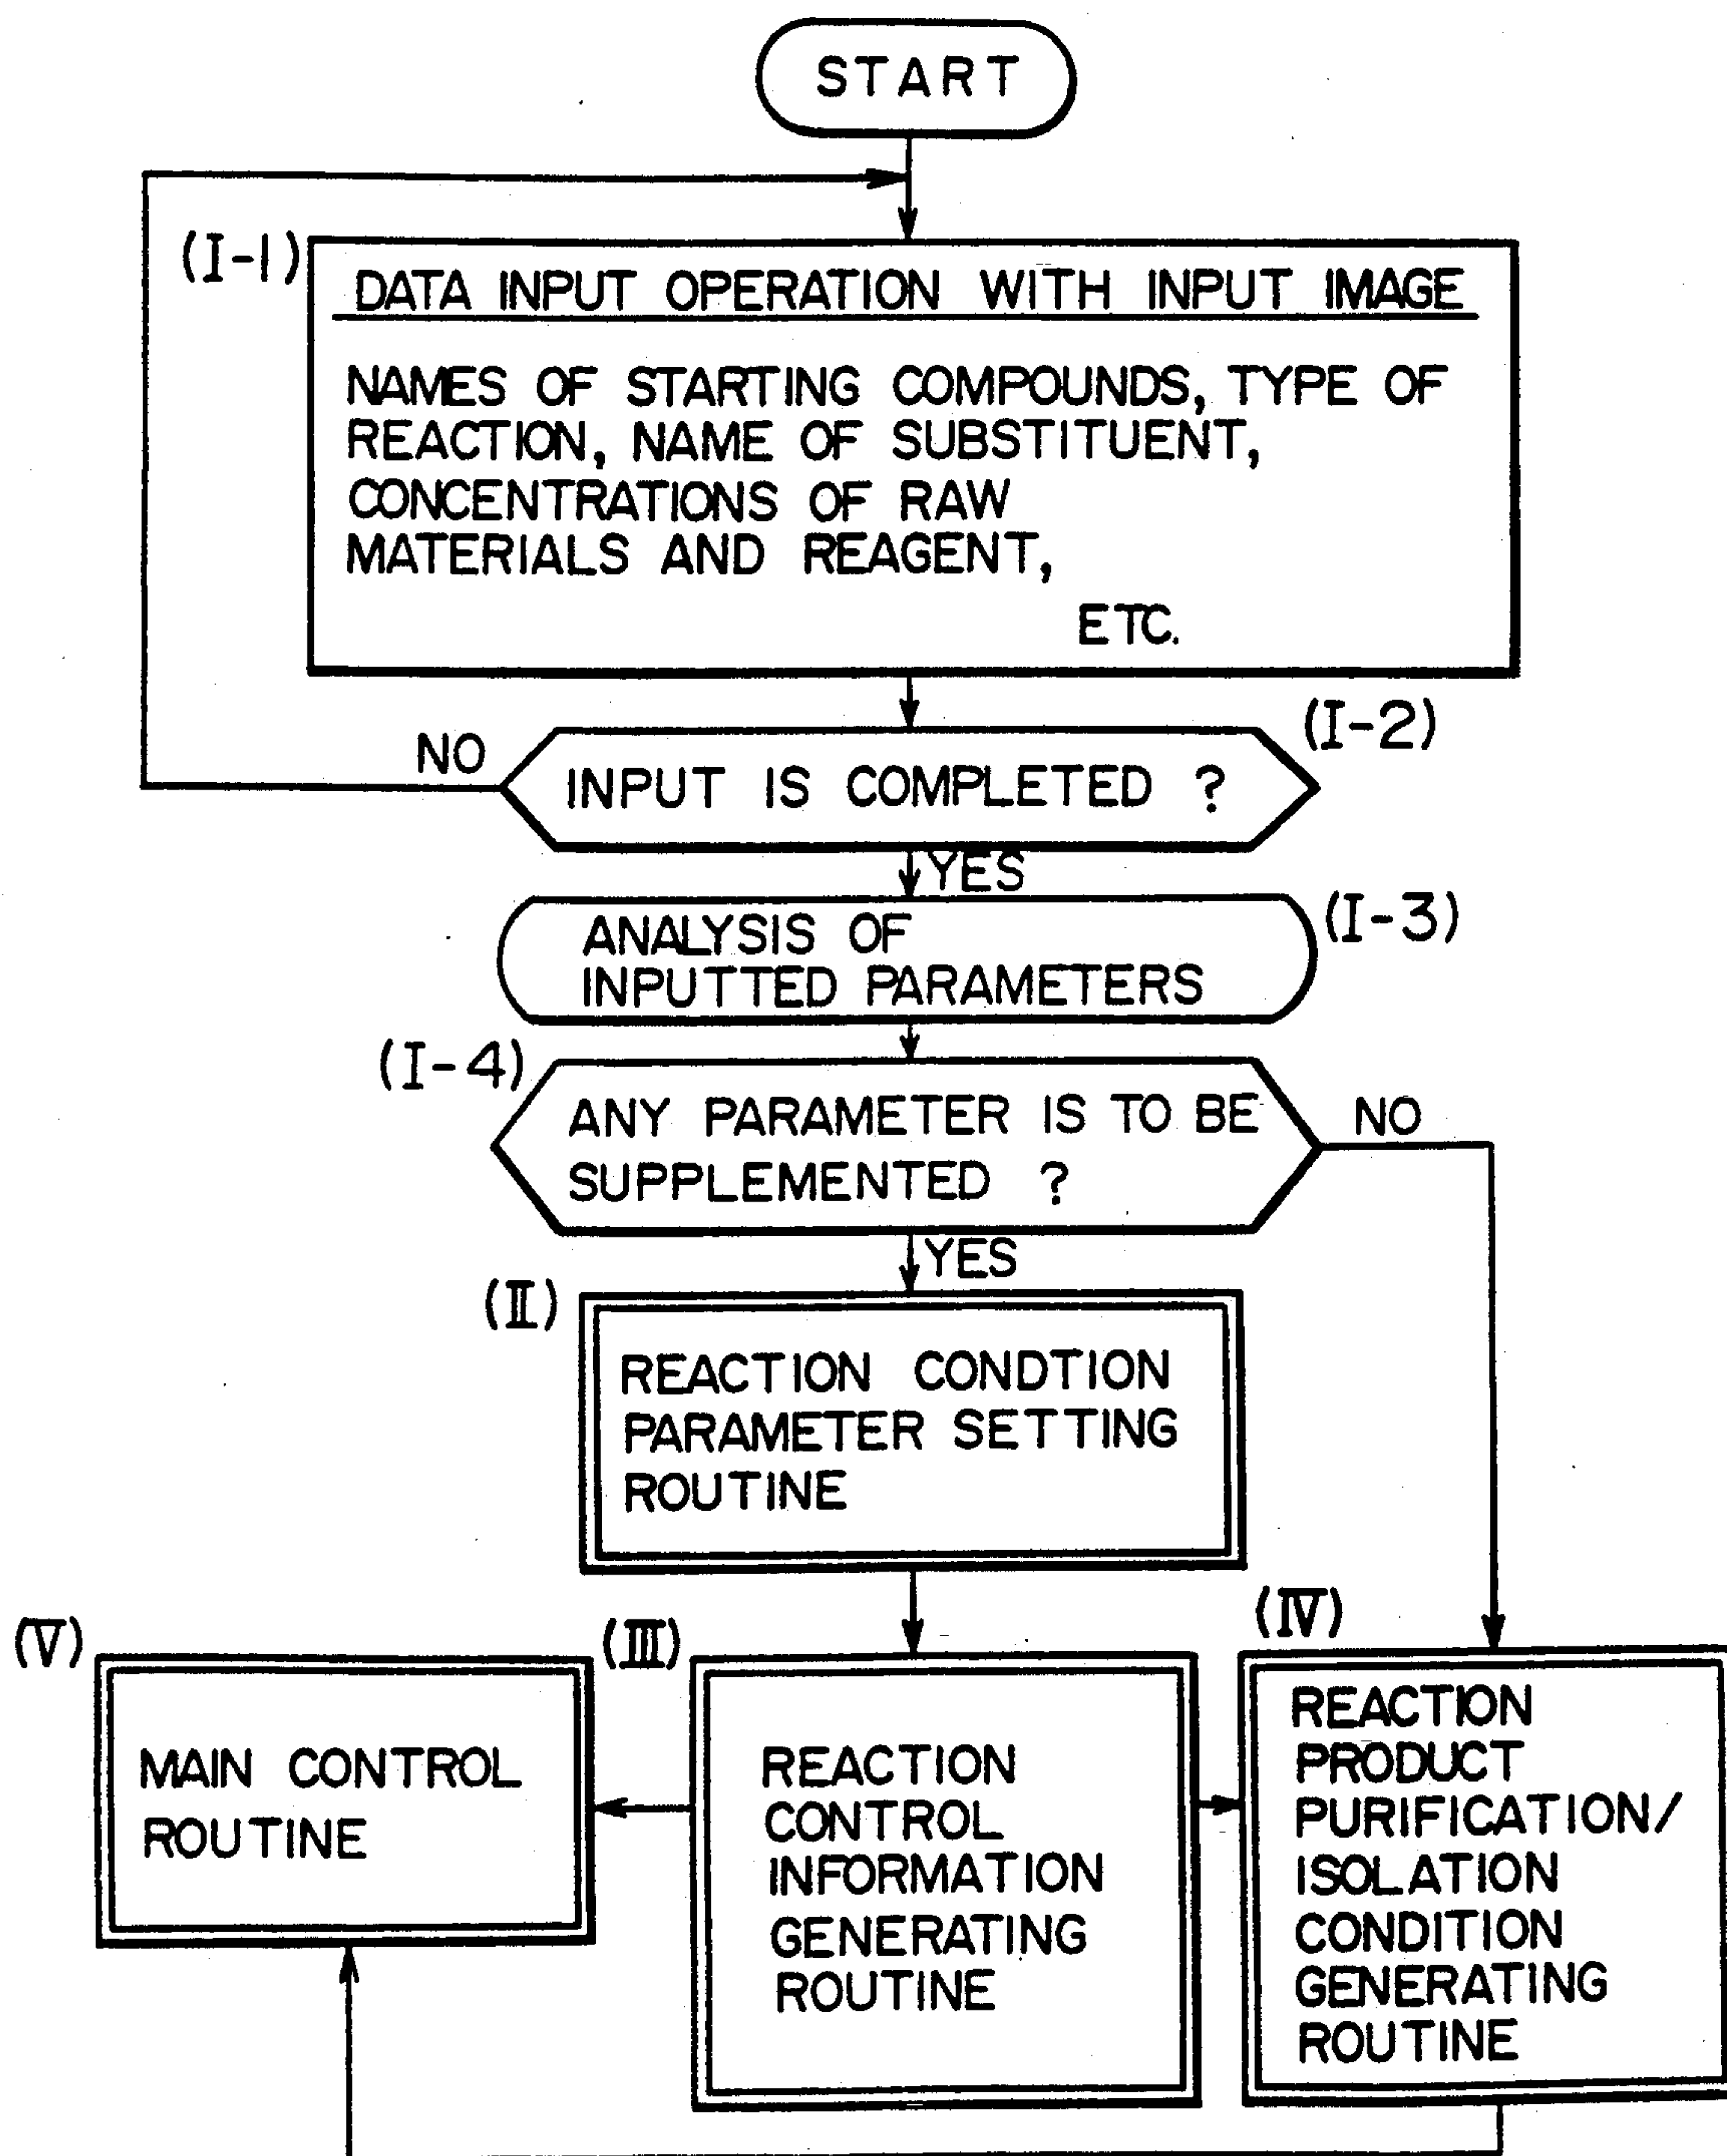 START
(I-1)
DATA INPUT OPERATION WITH INPUT IMAGE
NAMES OF STARTING COMPOUNDS, TYPE OF
REACTION, NAME OF SUBSTITUENT,
CONCENTRATIONS OF RAW
MATERIALS AND REAGENT,
ETC.
(I-2)
NO
INPUT IS COMPLETED ?
YES
(I-3)
ANALYSIS OF
INPUTTED PARAMETERS
(I-4)
ANY PARAMETER IS TO BE
SUPPLEMENTED ?
NO
YES
(II)
REACTION CONDTION
PARAMETER SETTING
ROUTINE
(V)
MAIN CONTROL
ROUTINE
(III)
REACTION
CONTROL
INFORMATION
GENERATING
ROUTINE
(IV)
REACTION
PRODUCT
PURIFICATION/
ISOLATION
CONDITION
GENERATING
ROUTINE